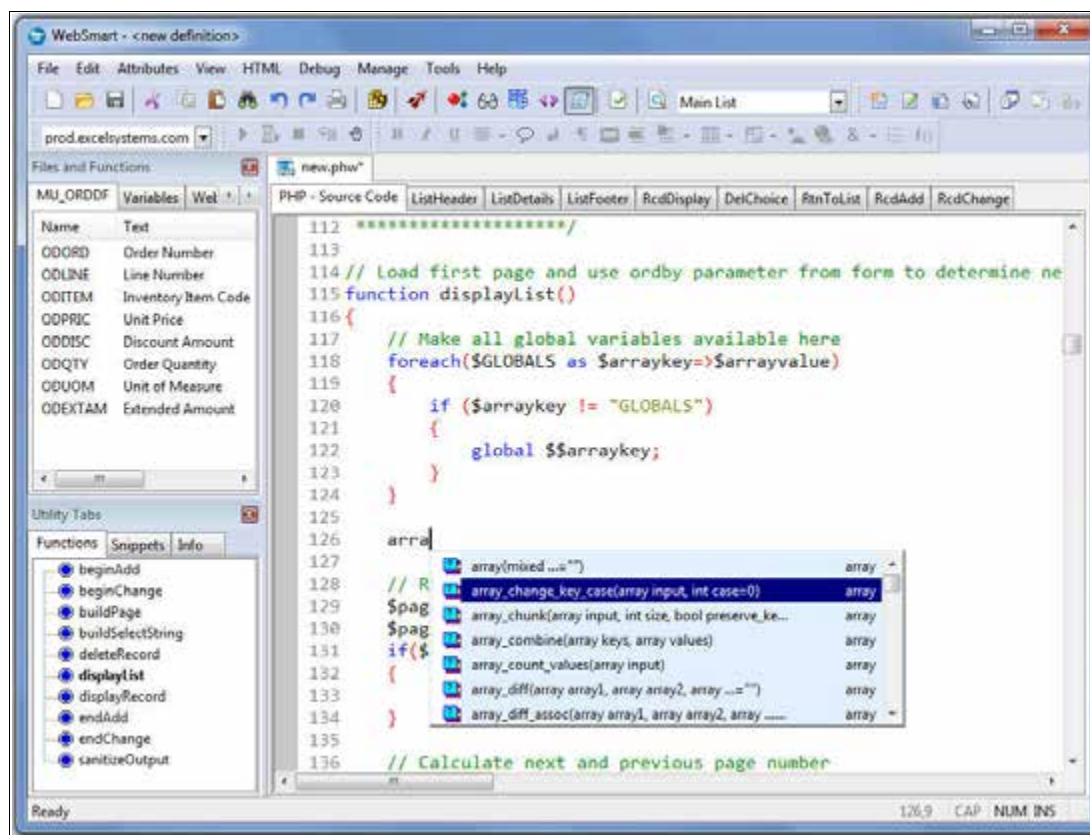 WebSmart - <new definition>
File Edit Attributes View HTML Debug Manage Tools Help
Main List
prod.excelsystems.com
Files and Functions
new.phw*
MU_ORDDF Variables Wel
PHP - Source Code ListHeader ListDetails ListFooter RcdDisplay DelChoice RtnToList RcdAdd RcdChange
Name Text
ODORD Order Number
ODLINE Line Number
ODITEM Inventory Item Code
ODPRIC Unit Price
ODDISC Discount Amount
ODQTY Order Quantity
ODUOM Unit of Measure
ODEXTAM Extended Amount
Utility Tabs
Functions Snippets Info
beginAdd
beginChange
buildPage
buildSelectString
deleteRecord
displayList
displayRecord
endAdd
endChange
sanitizeOutput
112 *********************/
113
114 // Load first page and use ordby parameter from form to determine ne
115 function displayList()
116 {
117 // Make all global variables available here
118 foreach($GLOBALS as $arraykey=>$arrayvalue)
119 {
120 if ($arraykey != "GLOBALS")
121 {
122 global $$arraykey;
123 }
124 }
125
126 arra
127
128 // R
129 $pag
130 $pag
131 if($
132 {
133
134 }
135
136 // Calculate next and previous page number
array(mixed ...="") array
array_change_key_case(array input, int case=0) array
array_chunk(array input, int size, bool preserve_ke... array
array_combine(array keys, array values) array
array_count_values(array input) array
array_diff(array array1, array array2, array ...="") array
array_diff_assoc(array array1, array array2, array ...... array
Ready 126,9 CAP NUM INS